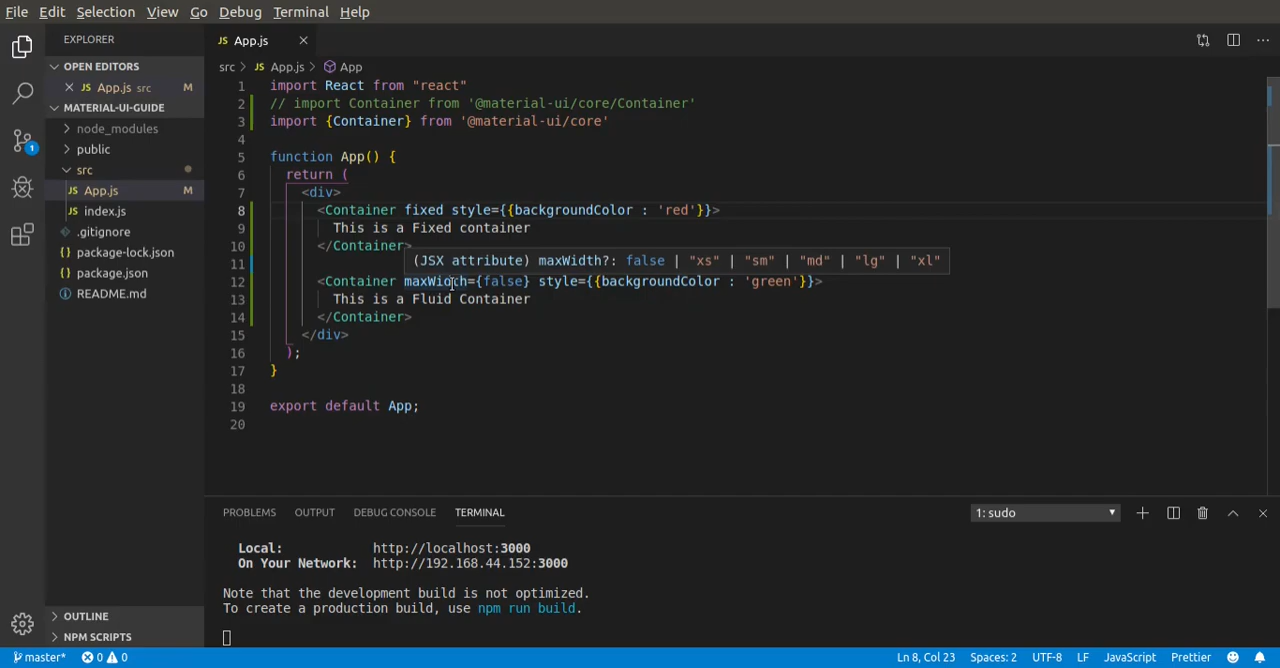 File Edit Selection View Go Debug Terminal Help
EXPLORER
OPEN EDITORS
JS App.js src M
MATERIAL-UI-GUIDE
node_modules
public
src
JS App.js M
JS index.js
.gitignore
{} package-lock.json
{} package.json
README.md
OUTLINE
NPM SCRIPTS
JS App.js
src > JS App.js > App
1 import React from "react"
2 // import Container from '@material-ui/core/Container'
3 import {Container} from '@material-ui/core'
4
5 function App() {
6 return (
7 <div>
8 <Container fixed style={{backgroundColor : 'red'}}>
9 This is a Fixed container
10 </Container>
11 (JSX attribute) maxWidth?: false | "xs" | "sm" | "md" | "lg" | "xl"
12 <Container maxWidth={false} style={{backgroundColor : 'green'}}>
13 This is a Fluid Container
14 </Container>
15 </div>
16 );
17 }
18
19 export default App;
20
PROBLEMS OUTPUT DEBUG CONSOLE TERMINAL 1: sudo
Local: http://localhost:3000
On Your Network: http://192.168.44.152:3000
Note that the development build is not optimized.
To create a production build, use npm run build.
1
master* 0 0 Ln 8, Col 23 Spaces: 2 UTF-8 LF JavaScript Prettier